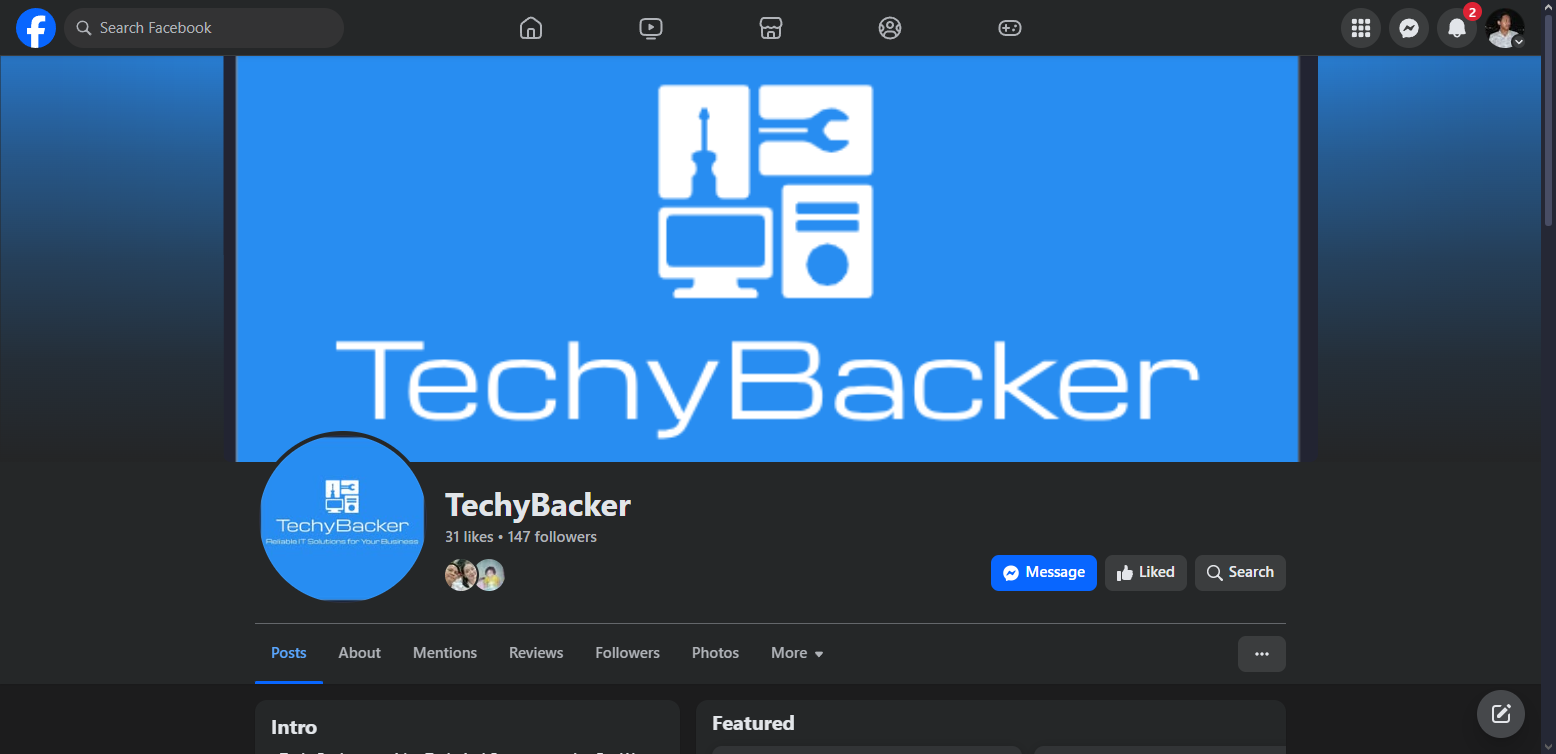 Search Facebook
2
TechyBacker
TechyBacker
Reliable IT Solutions for Your Business
TechyBacker
31 likes • 147 followers
Message
Liked
Search
Posts
About
Mentions
Reviews
Followers
Photos
More
Intro
Featured